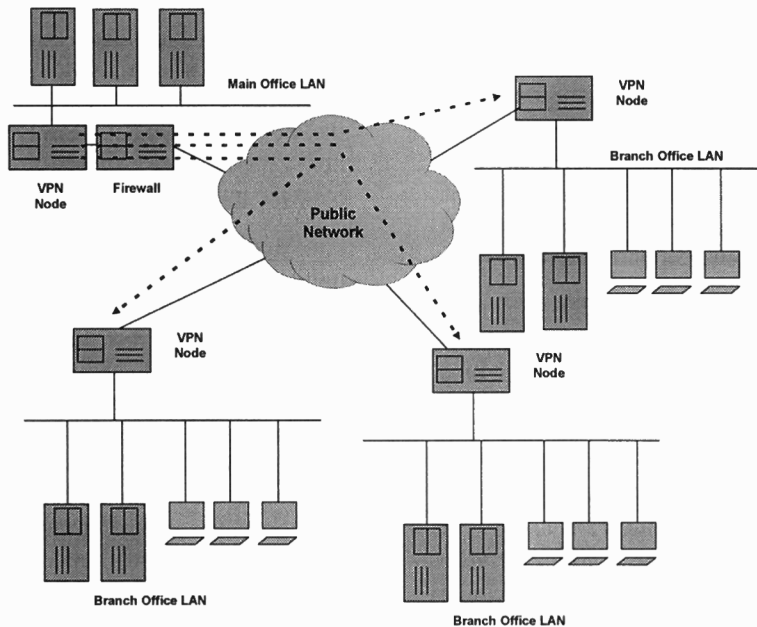 Main Office LAN
VPN
Node
Firewall
VPN
Node
Branch Office LAN
Public
Network
VPN
Node
VPN
Node
Branch Office LAN
Branch Office LAN